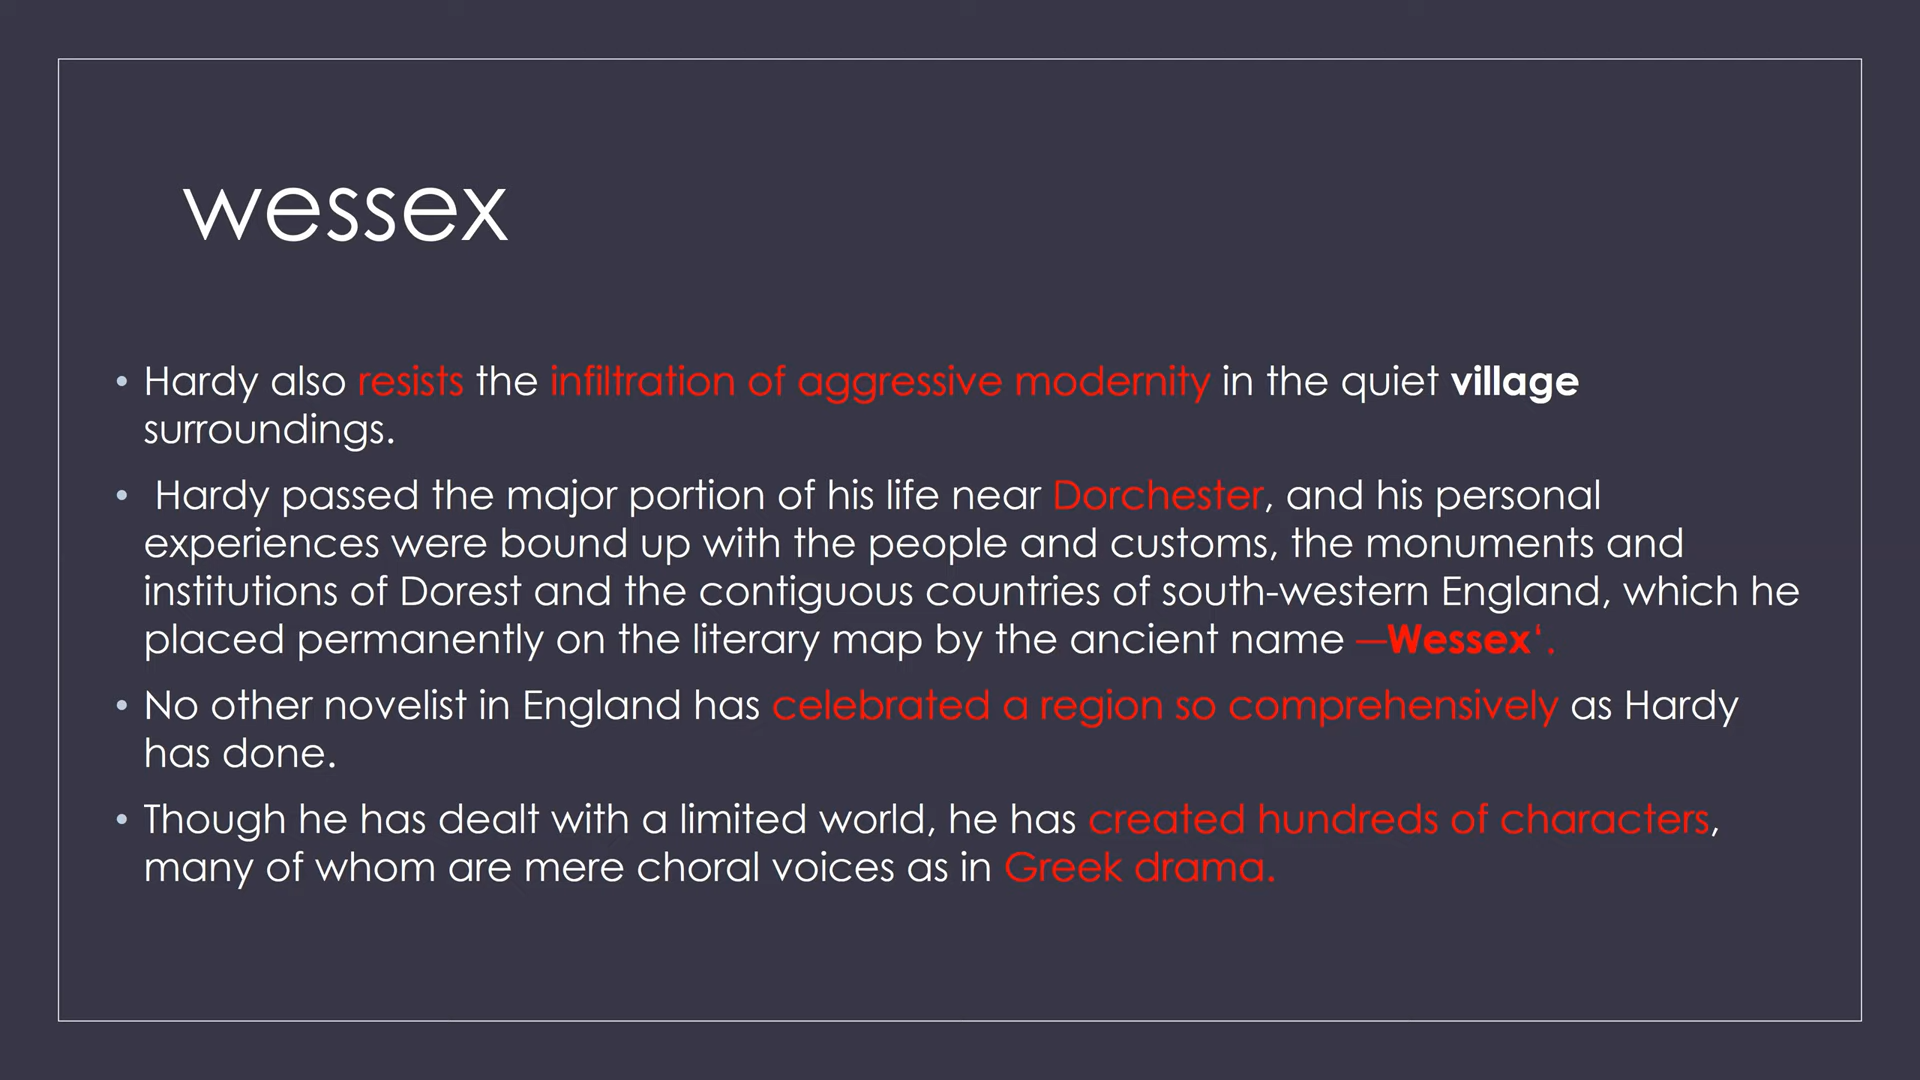 wessex
• Hardy also resists the infiltration of aggressive modernity in the quiet village
surroundings.
• Hardy passed the major portion of his life near Dorchester, and his personal
experiences were bound up with the people and customs, the monuments and
institutions of Dorest and the contiguous countries of south-western England, which he
placed permanently on the literary map by the ancient name ―Wessex‘.
• No other novelist in England has celebrated a region so comprehensively as Hardy
has done.
• Though he has dealt with a limited world, he has created hundreds of characters,
many of whom are mere choral voices as in Greek drama.